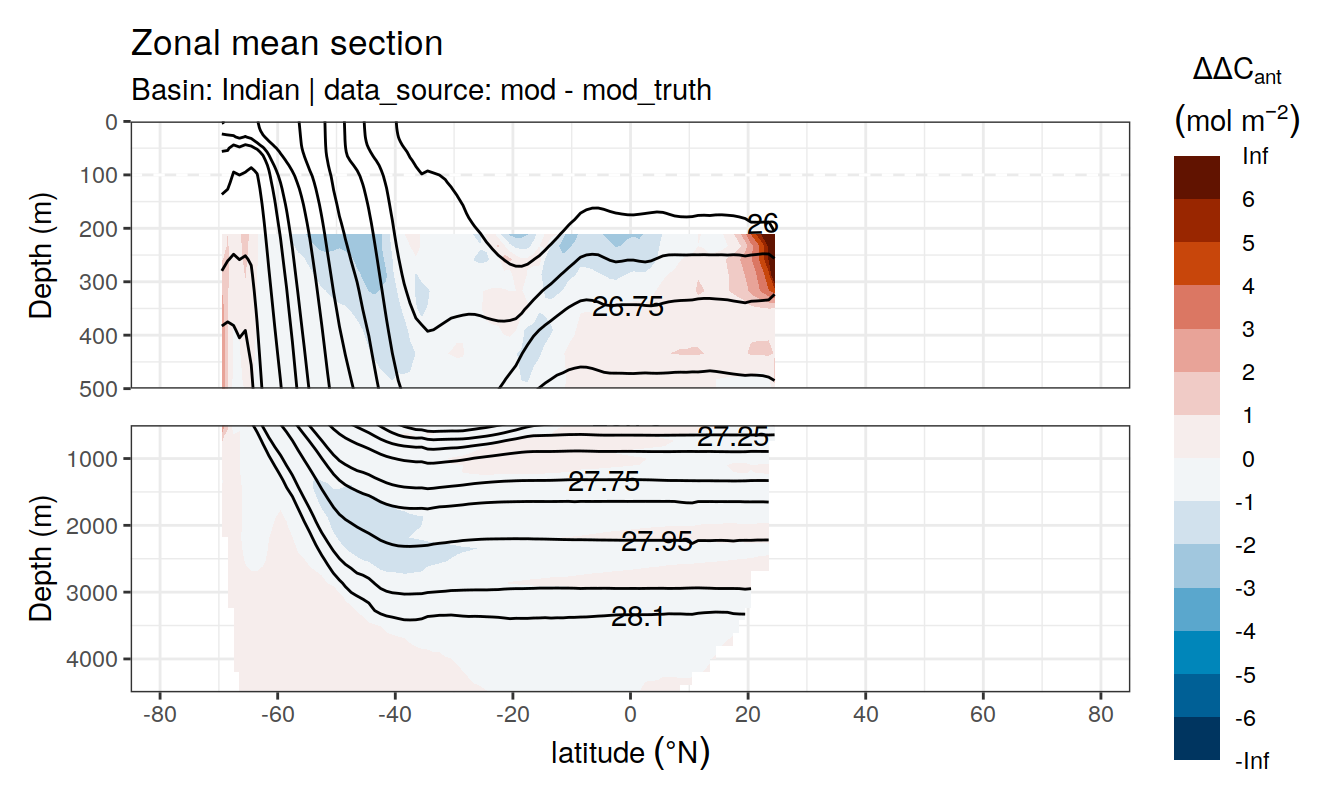 Zonal mean section
Basin: Indian | data_source: mod - mod_truth
ΔΔCant
(mol m−2)
Depth (m)
0
100
200
300
400
500
26
26.75
Depth (m)
1000
2000
3000
4000
27.25
27.75
27.95
28.1
-80 -60 -40 -20 0 20 40 60 80
latitude (°N)
Inf
6
5
4
3
2
1
0
-1
-2
-3
-4
-5
-6
-Inf